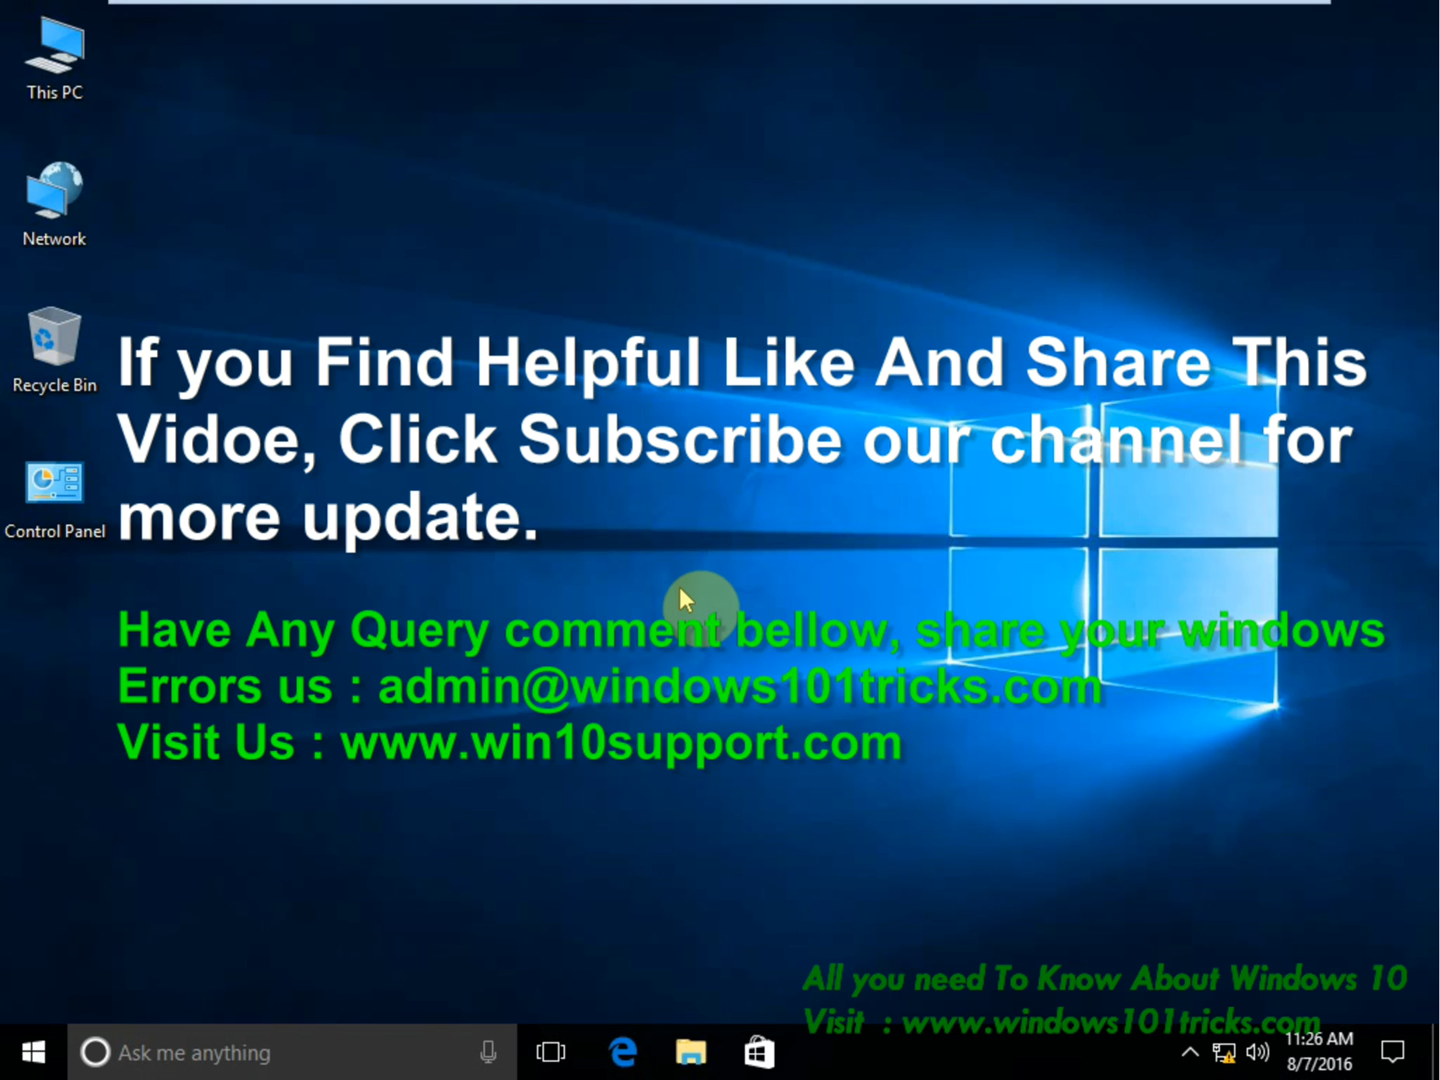 This PC
Network
Recycle Bin
Control Panel
If you Find Helpful Like And Share This
Vidoe, Click Subscribe our channel for
more update.
Have Any Query comment bellow, share your windows
Errors us : admin@windows101tricks.com
Visit Us : www.win10support.com
All you need To Know About Windows 10
Visit : www.windows101tricks.com
Ask me anything
11:26 AM
8/7/2016